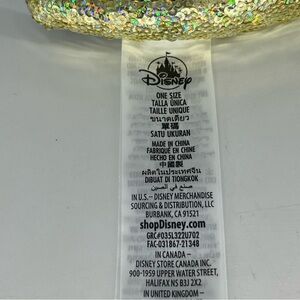 Disney
ONE SIZE
TALLA ÚNICA
TAILLE UNIQUE
ขนาดเดียว
單碼
SATU UKURAN
MADE IN CHINA
FABRIQUÉ EN CHINE
HECHO EN CHINA
中國製造
ผลิตในประเทศจีน
DIBUAT DI TIONGKOK
صنع في الصين
IN U.S.– DISNEY MERCHANDISE
SOURCING & DISTRIBUTION, LLC
BURBANK, CA 91521
shopDisney.com
GRC#035L322U702
FAC-031867-21348
IN CANADA –
DISNEY STORE CANADA INC.
900-1959 UPPER WATER STREET,
HALIFAX NS B3J 2X2
IN UNITED KINGDOM –